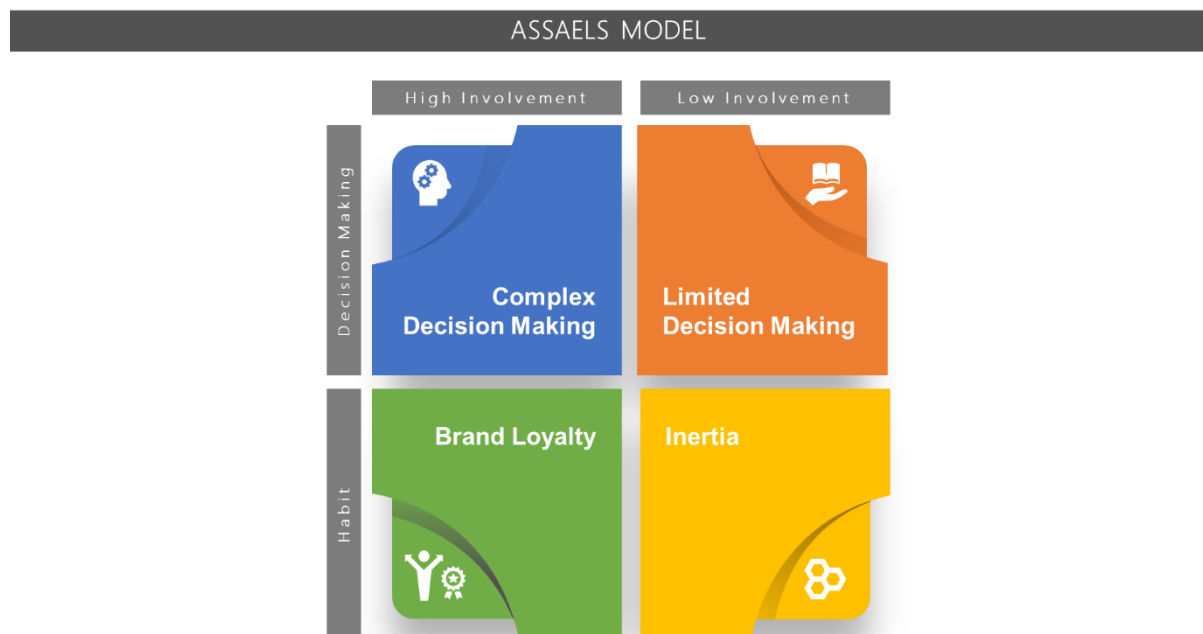 ASSAELS MODEL
High Involvement
Low Involvement
Decision Making
Complex
Decision Making
Limited
Decision Making
Habit
Brand Loyalty
Inertia